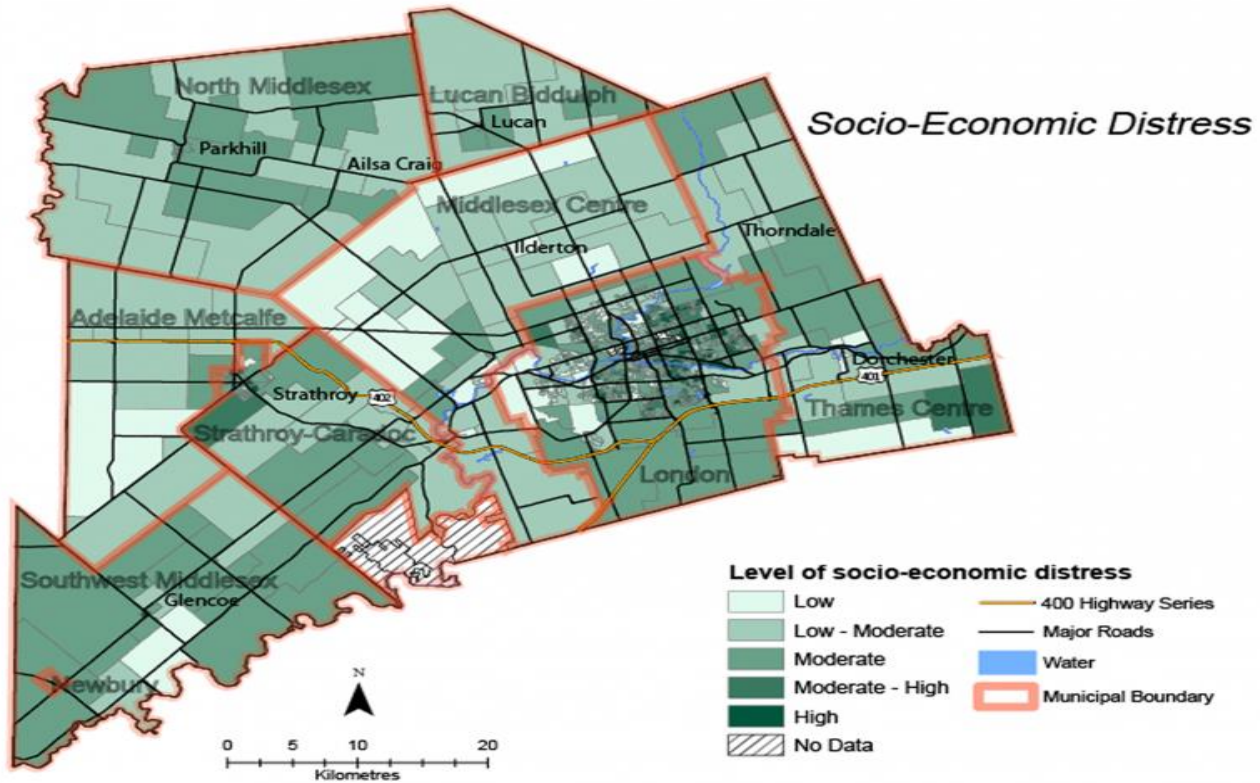 Socio-Economic Distress
North Middlesex
Lucan Biddulph
Lucan
Parkhill
Ailsa Craig
Middlesex Centre
Ilderton
Thorndale
Adelaide Metcalfe
Dorchester
401
Strathroy
402
Thames Centre
Strathroy-Caradoc
London
Southwest Middlesex
Glencoe
Newbury
N
0 5 10 20
Kilometres
Level of socio-economic distress
Low
Low - Moderate
Moderate
Moderate - High
High
No Data
400 Highway Series
Major Roads
Water
Municipal Boundary